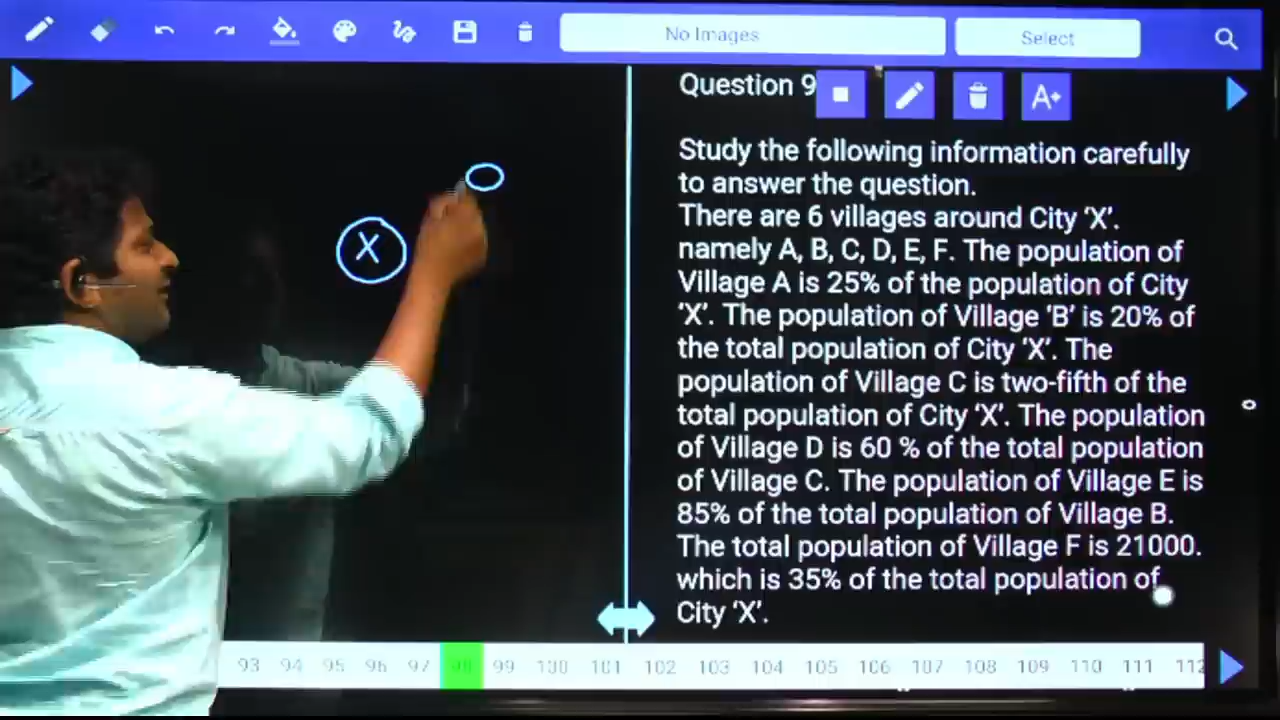 No Images
Select
Question 9
A+
Study the following information carefully
to answer the question.
There are 6 villages around City ‘X’.
namely A, B, C, D, E, F. The population of
Village A is 25% of the population of City
‘X’. The population of Village ‘B’ is 20% of
the total population of City ‘X’. The
population of Village C is two-fifth of the
total population of City ‘X’. The population
of Village D is 60 % of the total population
of Village C. The population of Village E is
85% of the total population of Village B.
The total population of Village F is 21000.
which is 35% of the total population of
City ‘X’.
X
93 94 95 96 97 98 99 100 101 102 103 104 105 106 107 108 109 110 111 112